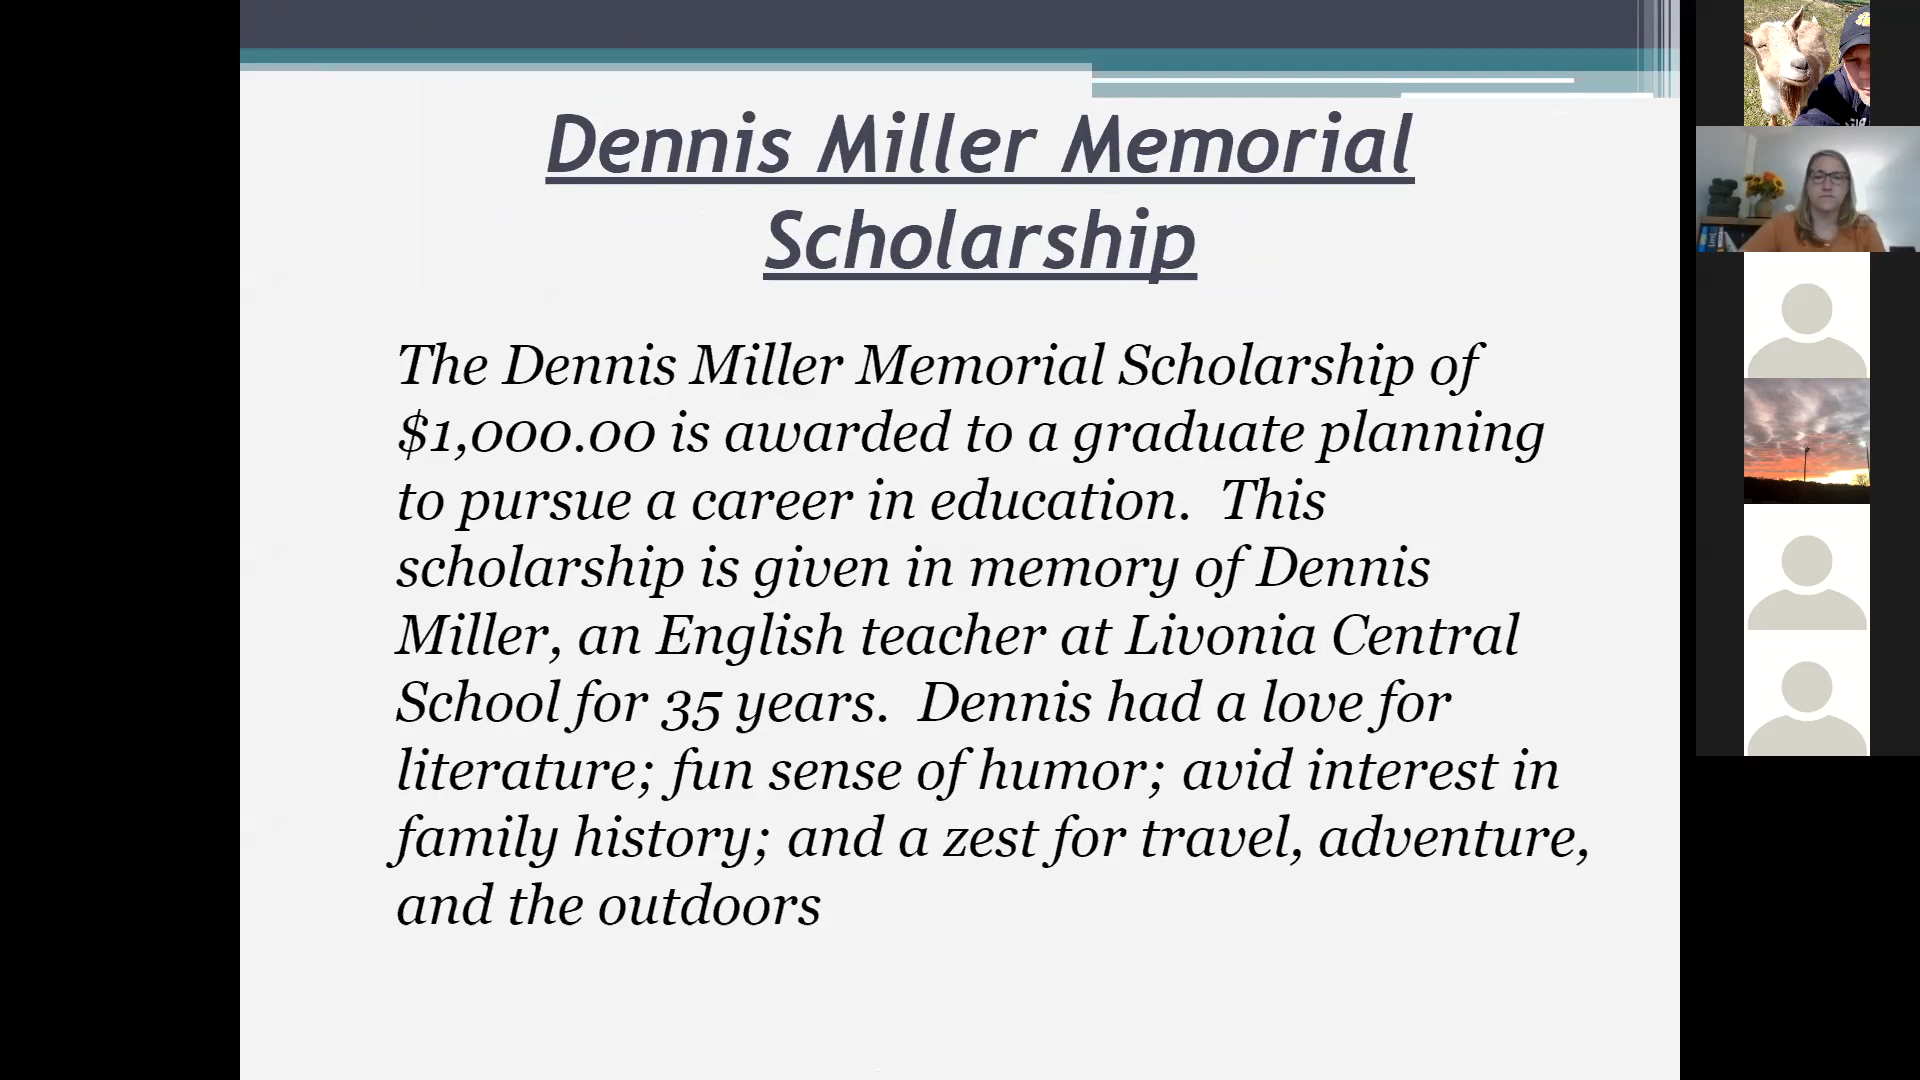 Dennis Miller Memorial
Scholarship
The Dennis Miller Memorial Scholarship of
$1,000.00 is awarded to a graduate planning
to pursue a career in education.  This
scholarship is given in memory of Dennis
Miller, an English teacher at Livonia Central
School for 35 years.  Dennis had a love for
literature; fun sense of humor; avid interest in
family history; and a zest for travel, adventure,
and the outdoors